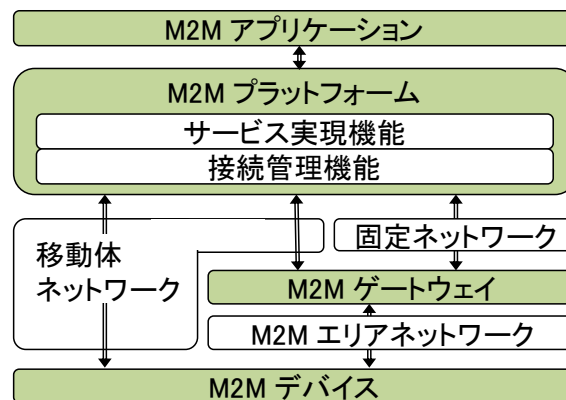 M2M アプリケーション
M2M プラットフォーム
サービス実現機能
接続管理機能
移動体
ネットワーク
固定ネットワーク
M2M ゲートウェイ
M2M エリアネットワーク
M2M デバイス